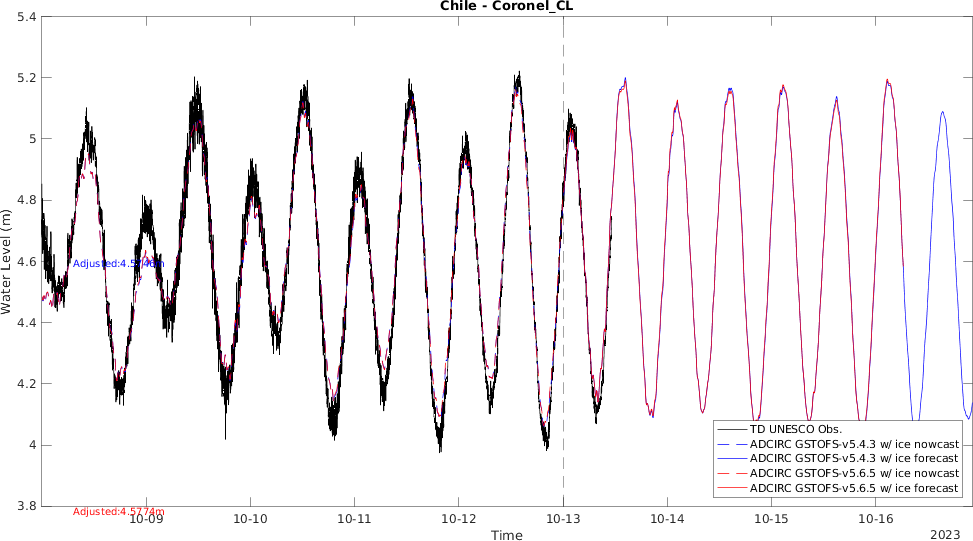 Chile - Coronel_CL
5.4
5.2
5
4.8
4.6
4.4
4.2
4
3.8
Water Level (m)
Adjusted:4.5774m
TD UNESCO Obs.
ADCIRC GSTOFS-v5.4.3 w/ ice nowcast
ADCIRC GSTOFS-v5.4.3 w/ ice forecast
ADCIRC GSTOFS-v5.6.5 w/ ice nowcast
ADCIRC GSTOFS-v5.6.5 w/ ice forecast
10-09
10-10
10-11
10-12
10-13
10-14
10-15
10-16
Time
2023